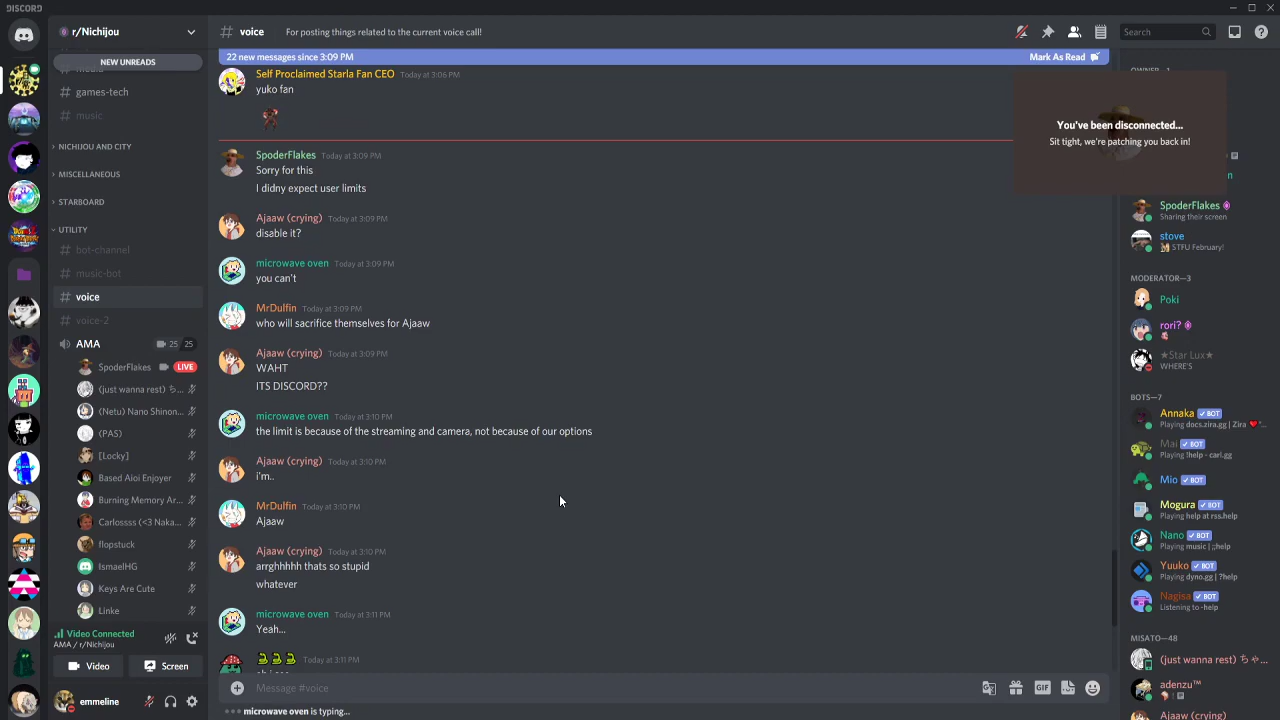 DISCORD
r/Nichijou
NEW UNREADS
media
games-tech
music
NICHIJOU AND CITY
MISCELLANEOUS
STARBOARD
UTILITY
bot-channel
music-bot
voice
voice-2
AMA
25 25
SpoderFlakes
LIVE
(just wanna rest) ち...
(Netu) Nano Shinon...
(PAS)
[Locky]
Based Aioi Enjoyer
Burning Memory Ar...
Carlossss (<3 Naka...
flopstuck
IsmaelHG
Keys Are Cute
Linke
Video Connected
AMA / r/Nichijou
Video
Screen
emmeline
voice
For posting things related to the current voice call!
Search
22 new messages since 3:09 PM
Mark As Read
Self Proclaimed Starla Fan CEO Today at 3:06 PM
yuko fan
SpoderFlakes Today at 3:09 PM
Sorry for this
I didny expect user limits
Ajaaw (crying) Today at 3:09 PM
disable it?
microwave oven Today at 3:09 PM
you can't
MrDulfin Today at 3:09 PM
who will sacrifice themselves for Ajaaw
Ajaaw (crying) Today at 3:09 PM
WAHT
ITS DISCORD??
microwave oven Today at 3:10 PM
the limit is because of the streaming and camera, not because of our options
Ajaaw (crying) Today at 3:10 PM
i'm..
MrDulfin Today at 3:10 PM
Ajaaw
Ajaaw (crying) Today at 3:10 PM
arrghhhhh thats so stupid
whatever
microwave oven Today at 3:11 PM
Yeah...
Today at 3:11 PM
Message #voice
GIF
microwave oven is typing...
You've been disconnected...
Sit tight, we're patching you back in!
SpoderFlakes
Sharing their screen
stove
STFU February!
MODERATOR—3
Poki
rori?
★Star Lux★
WHERE'S
BOTS—7
Annaka BOT
Playing docs.zira.gg | Zira
Mai BOT
Playing !help - carl.gg
Mio BOT
Mogura BOT
Playing help at rss.help
Nano BOT
Playing music | ;;help
Yuuko BOT
Playing dyno.gg | ?help
Nagisa BOT
Listening to -help
MISATO—48
(just wanna rest) ちゃ...
adenzu™
Ajaaw (crying)